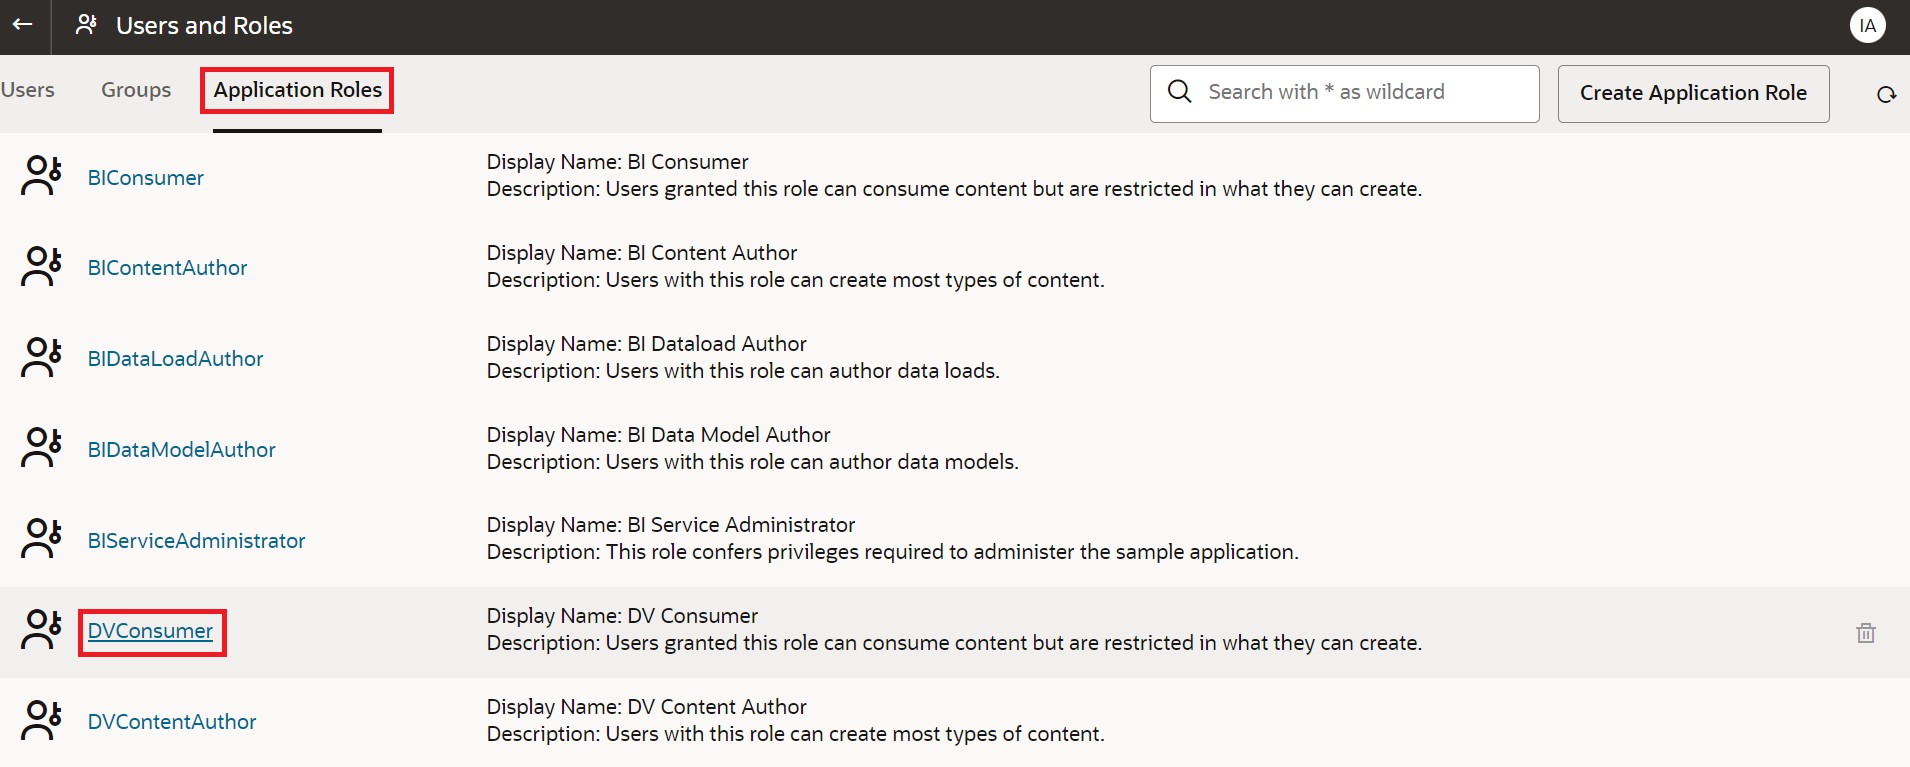 Users and Roles
IA
Users
Groups
Application Roles
Search with * as wildcard
Create Application Role
BIConsumer
Display Name: BI Consumer
Description: Users granted this role can consume content but are restricted in what they can create.
BIContentAuthor
Display Name: BI Content Author
Description: Users with this role can create most types of content.
BIDataLoadAuthor
Display Name: BI Dataload Author
Description: Users with this role can author data loads.
BIDataModelAuthor
Display Name: BI Data Model Author
Description: Users with this role can author data models.
BIServiceAdministrator
Display Name: BI Service Administrator
Description: This role confers privileges required to administer the sample application.
DVConsumer
Display Name: DV Consumer
Description: Users granted this role can consume content but are restricted in what they can create.
DVContentAuthor
Display Name: DV Content Author
Description: Users with this role can create most types of content.